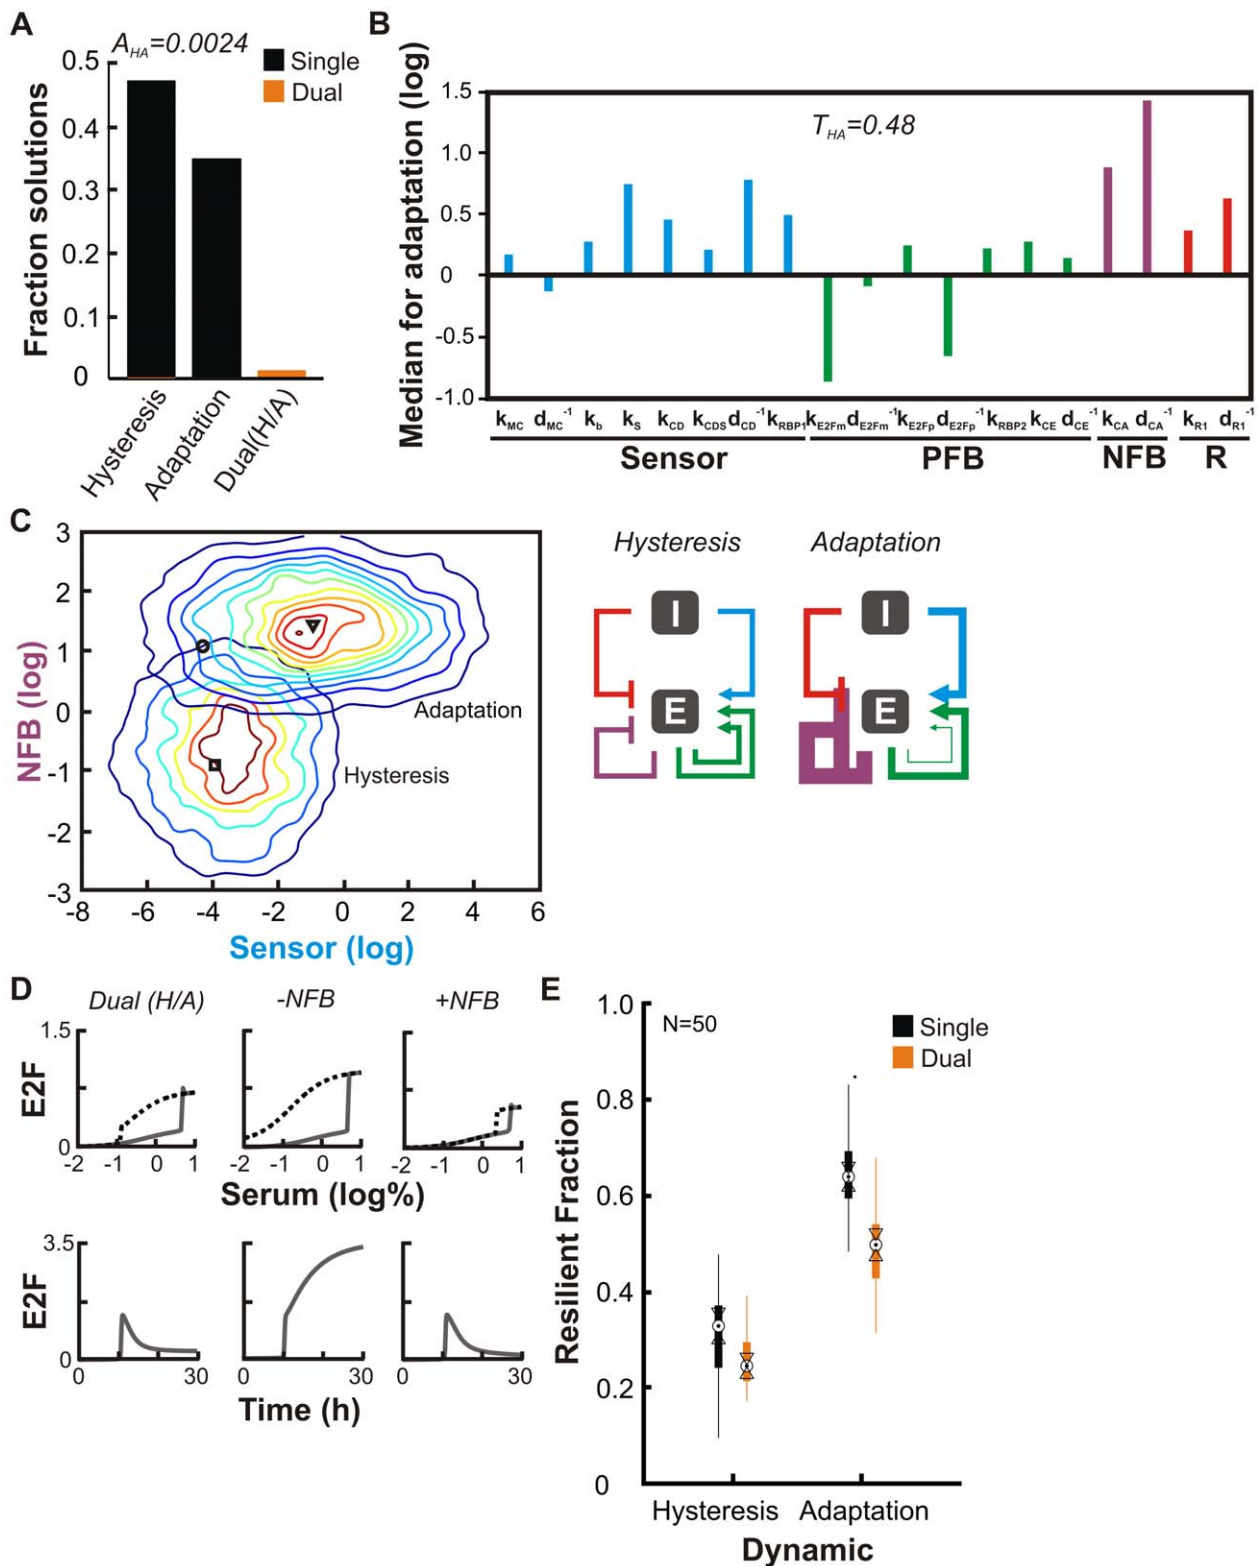 A
A_HA=0.0024
Single
Dual
Fraction solutions
0.5
0.4
0.3
0.2
0.1
0
Hysteresis
Adaptation
Dual(H/A)
B
Median for adaptation (log)
T_HA=0.48
1.5
1.0
0.5
0
-0.5
-1.0
k_MC d_MC^-1 k_b k_S k_CD k_CDS d_CD^-1 k_RBP1 k_E2Fm d_E2Fm^-1 k_E2Fp d_E2Fp^-1 k_RBP2 k_CE d_CE^-1 k_CA d_CA^-1 k_R1 d_R1^-1
Sensor PFB NFB R
C
NFB (log)
3
2
1
0
-1
-2
-3
-8 -6 -4 -2 0 2 4 6
Sensor (log)
Adaptation
Hysteresis
Hysteresis Adaptation
I I
E E
D
Dual (H/A) -NFB +NFB
E2F
1.5
0
-2 -1 0 1 -2 -1 0 1 -2 -1 0 1
Serum (log%)
E2F
3.5
0
0 30 0 30 0 30
Time (h)
E
N=50
Single
Dual
Resilient Fraction
1.0
0.8
0.6
0.4
0.2
0
Hysteresis Adaptation
Dynamic